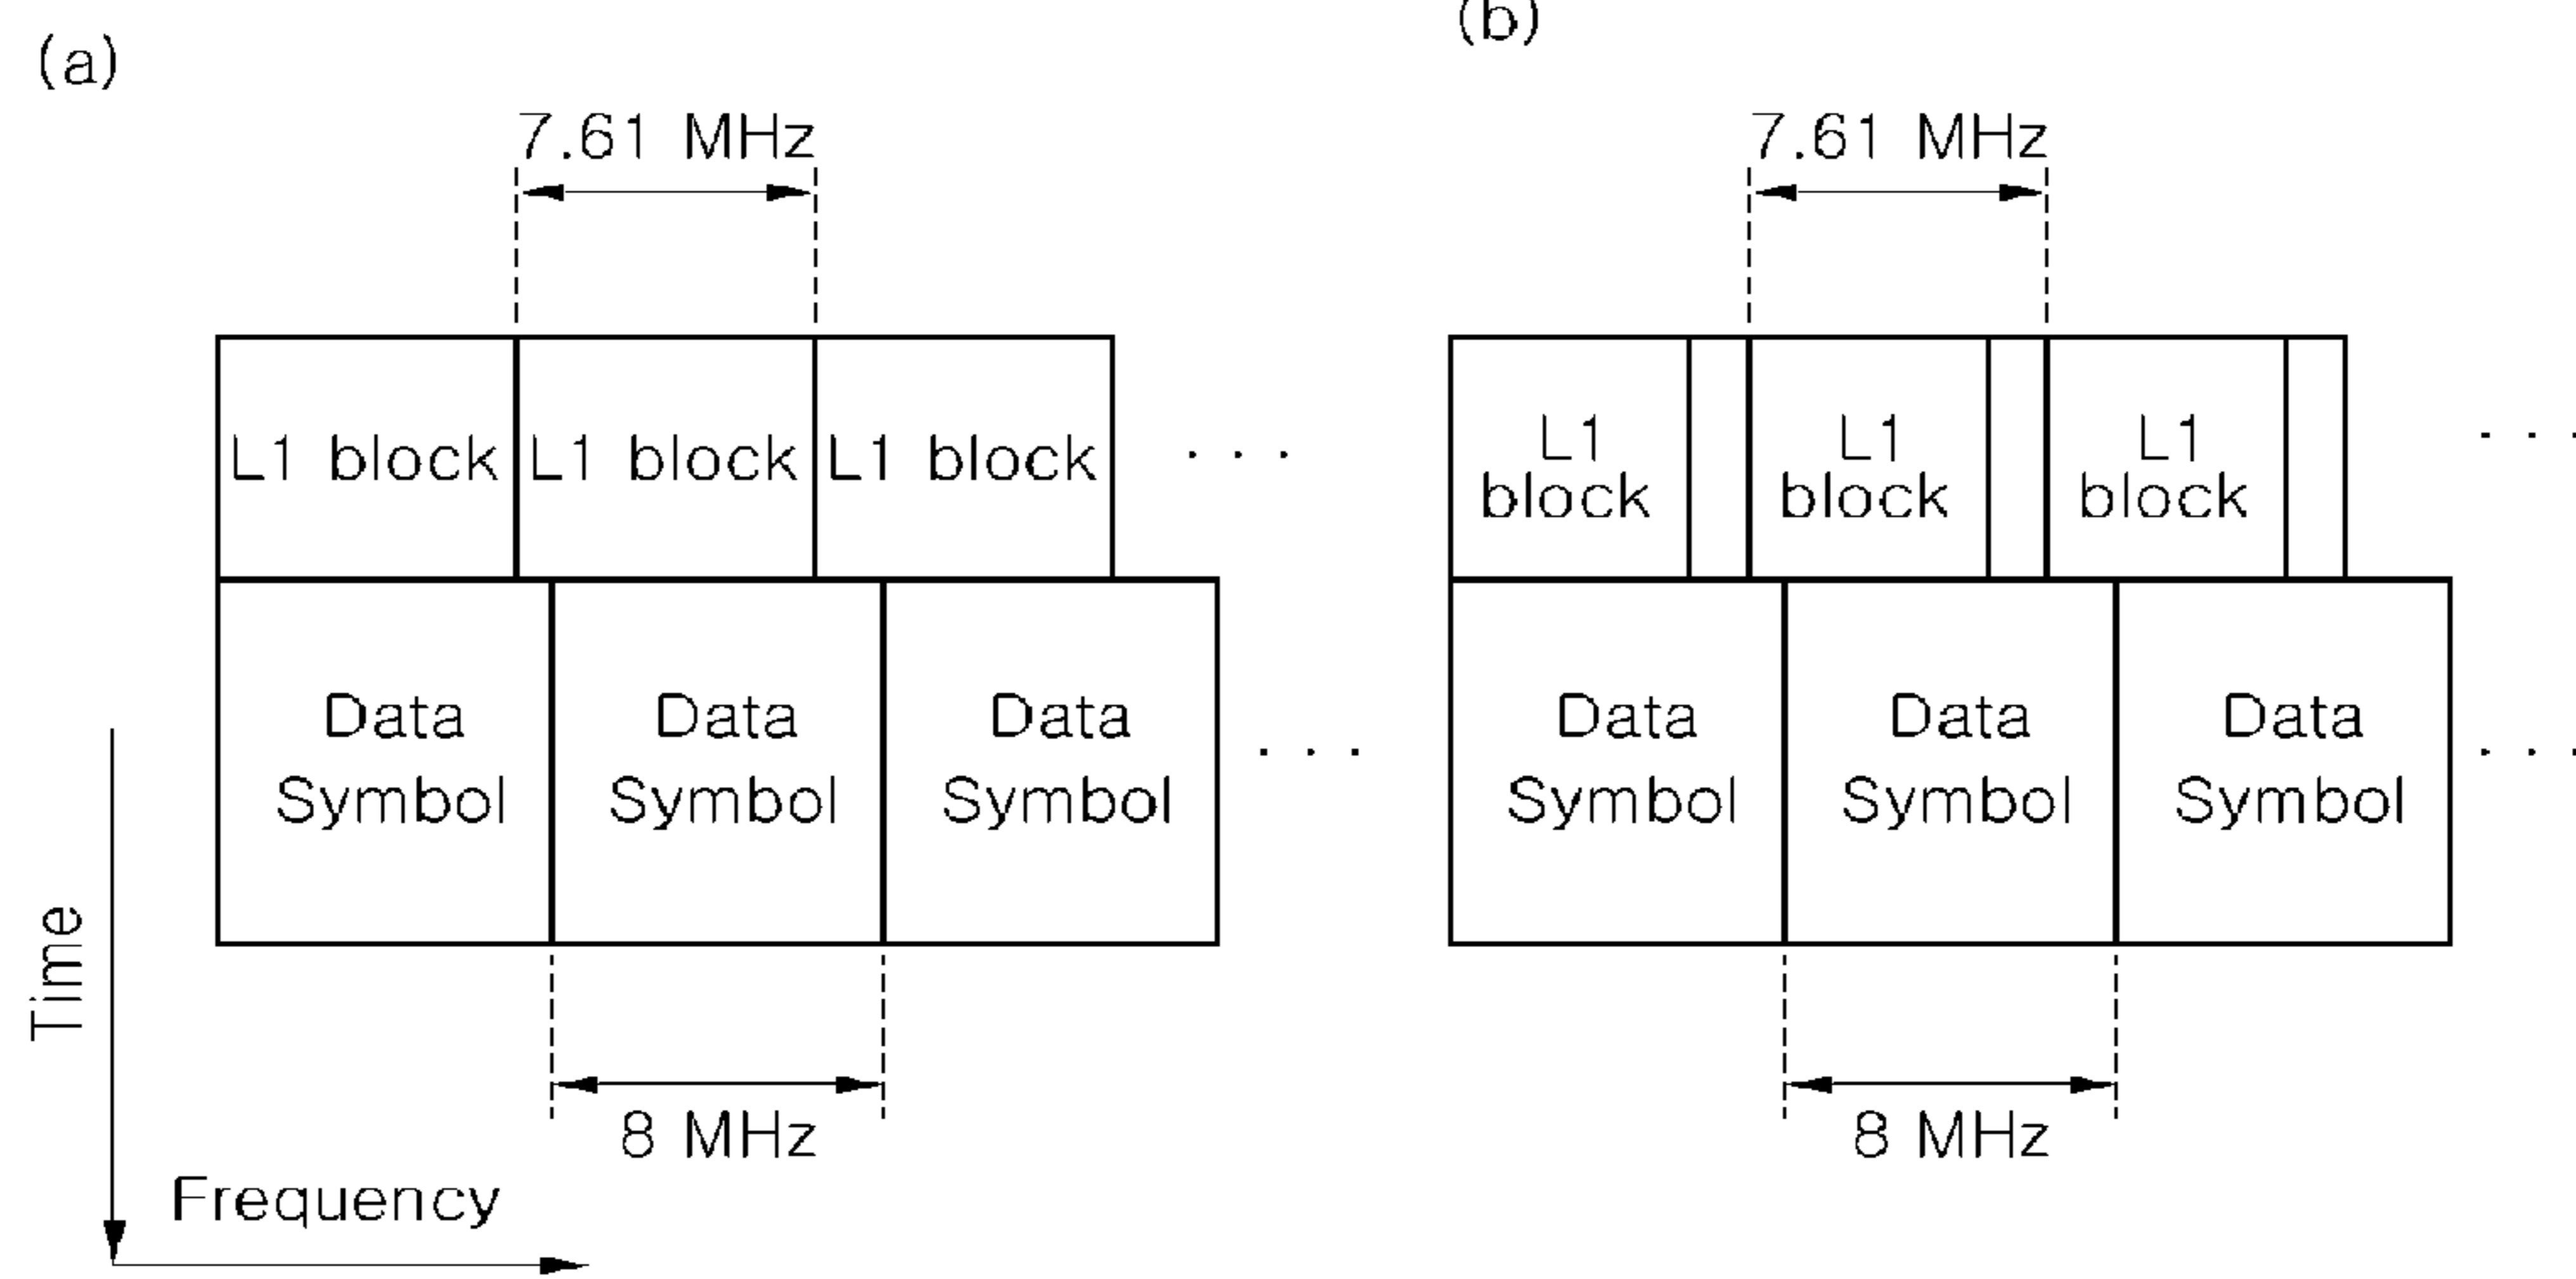 (a)
7.61 MHz
L1 block L1 block L1 block . . .
Data Symbol Data Symbol Data Symbol . . .
8 MHz
Time
Frequency
(b)
7.61 MHz
L1 block L1 block L1 block . . .
Data Symbol Data Symbol Data Symbol . . .
8 MHz